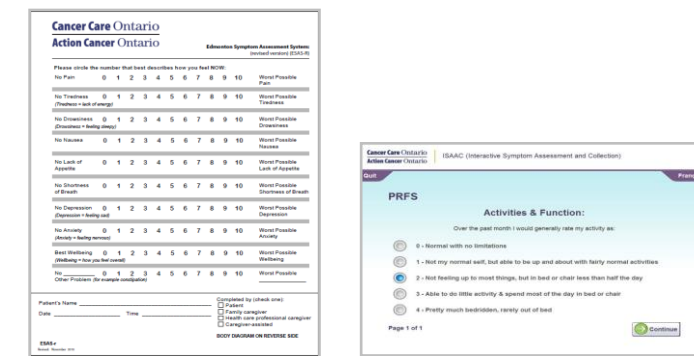 Cancer Care Ontario
Action Cancer Ontario
Edmonton Symptom Assessment System:
(revised version) (ESAS-R)
Please circle the number that best describes how you feel NOW:
No Pain 0 1 2 3 4 5 6 7 8 9 10 Worst Possible Pain
No Tiredness 0 1 2 3 4 5 6 7 8 9 10 Worst Possible Tiredness
(Tiredness = lack of energy)
No Drowsiness 0 1 2 3 4 5 6 7 8 9 10 Worst Possible Drowsiness
(Drowsiness = feeling sleepy)
No Nausea 0 1 2 3 4 5 6 7 8 9 10 Worst Possible Nausea
No Lack of Appetite 0 1 2 3 4 5 6 7 8 9 10 Worst Possible Lack of Appetite
No Shortness of Breath 0 1 2 3 4 5 6 7 8 9 10 Worst Possible Shortness of Breath
No Depression 0 1 2 3 4 5 6 7 8 9 10 Worst Possible Depression
(Depression = feeling sad)
No Anxiety 0 1 2 3 4 5 6 7 8 9 10 Worst Possible Anxiety
(Anxiety = feeling nervous)
Best Wellbeing 0 1 2 3 4 5 6 7 8 9 10 Worst Possible Wellbeing
(Wellbeing = how you feel overall)
No ________ 0 1 2 3 4 5 6 7 8 9 10 Worst Possible ________
Other Problem (for example constipation)
Patient's Name
Date Time
Completed by (check one):
Patient
Family caregiver
Health care professional caregiver
Caregiver-assisted
BODY DIAGRAM ON REVERSE SIDE
ESAS-r
Cancer Care Ontario
Action Cancer Ontario
ISAAC (Interactive Symptom Assessment and Collection)
Quit
PRFS
Activities & Function:
Over the past month I would generally rate my activity as:
0 - Normal with no limitations
1 - Not my normal self, but able to be up and about with fairly normal activities
2 - Not feeling up to most things, but in bed or chair less than half the day
3 - Able to do little activity & spend most of the day in bed or chair
4 - Pretty much bedridden, rarely out of bed
Page 1 of 1
Continue